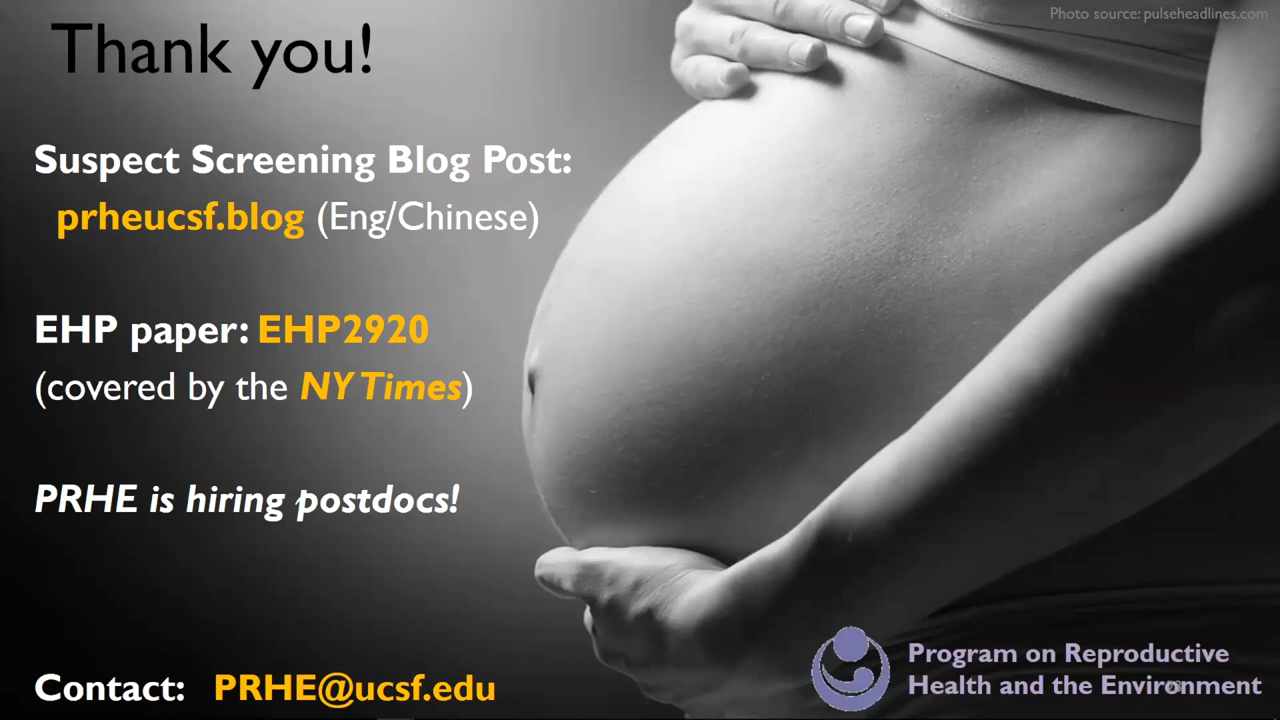 Photo source: pulseheadlines.com
Thank you!
Suspect Screening Blog Post:
prheucsf.blog (Eng/Chinese)
EHP paper: EHP2920
(covered by the NY Times)
PRHE is hiring postdocs!
Contact: PRHE@ucsf.edu
Program on Reproductive
Health and the Environment